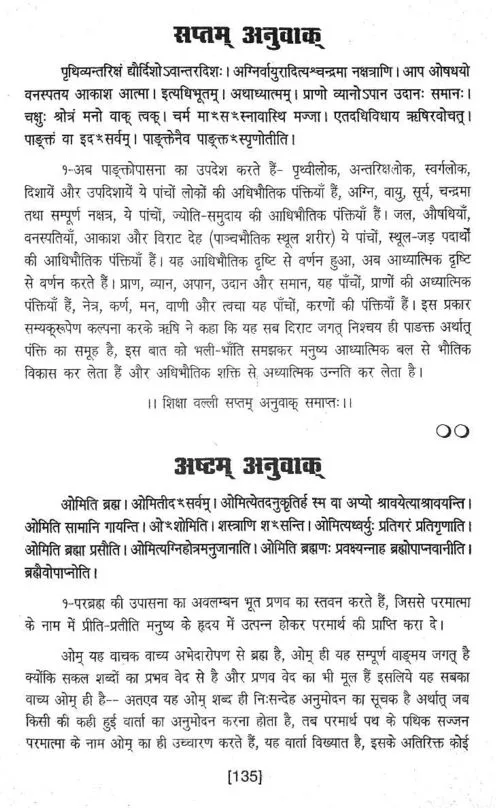 सप्तम् अनुवाक्
पृथिव्यन्तरिक्षं द्यौर्दिशोऽवान्तरदिशः। अग्निर्वायुरादित्यश्चन्द्रमा नक्षत्राणि। आप ओषधयो
वनस्पतय आकाश आत्मा। इत्यधिभूतम्। अथाध्यात्मम्। प्राणो व्यानोऽपान उदानः समानः।
चक्षुः श्रोत्रं मनो वाक् त्वक्। चर्म माꣳसꣳस्नावास्थि मज्जा। एतदधिविधाय ऋषिरवोचत्।
पाङ्क्तं वा इदꣳसर्वम्। पाङ्क्तेनैव पाङ्क्तꣳस्पृणोतीति।
१-अब पाङ्क्तोपासना का उपदेश करते हैं- पृथ्वीलोक, अन्तरिक्षलोक, स्वर्गलोक,
दिशायें और उपदिशायें ये पांचों लोकों की अधिभौतिक पंक्तियाँ हैं, अग्नि, वायु, सूर्य, चन्द्रमा
तथा सम्पूर्ण नक्षत्र, ये पांचों, ज्योति-समुदाय की आधिभौतिक पंक्तियाँ हैं। जल, औषधियाँ,
वनस्पतियाँ, आकाश और विराट देह (पाञ्चभौतिक स्थूल शरीर) ये पांचों, स्थूल-जड़ पदार्थों
की आधिभौतिक पंक्तियाँ हैं। यह आधिभौतिक दृष्टि से वर्णन हुआ, अब आध्यात्मिक दृष्टि
से वर्णन करते हैं। प्राण, व्यान, अपान, उदान और समान, यह पाँचों, प्राणों की अध्यात्मिक
पंक्तियाँ हैं, नेत्र, कर्ण, मन, वाणी और त्वचा यह पाँचों, करणों की पंक्तियाँ हैं। इस प्रकार
सम्यक्रूपेण कल्पना करके ऋषि ने कहा कि यह सब दिराट जगत् निश्चय ही पाङक्त अर्थात्
पंक्ति का समूह है, इस बात को भली-भाँति समझकर मनुष्य आध्यात्मिक बल से भौतिक
विकास कर लेता हैं और अधिभौतिक शक्ति से अध्यात्मिक उन्नति कर लेता है।
।। शिक्षा वल्ली सप्तम् अनुवाक् समाप्तः।।
अष्टम् अनुवाक्
ओमिति ब्रह्म। ओमितीदꣳसर्वम्। ओमित्येतदनुकृतिर्ह स्म वा अप्यो श्रावयेत्याश्रावयन्ति।
ओमिति सामानि गायन्ति। ओꣳशोमिति। शस्त्राणि शꣳसन्ति। ओमित्यध्वर्युः प्रतिगरं प्रतिगृणाति।
ओमिति ब्रह्मा प्रसौति। ओमित्यग्निहोत्रमनुजानाति। ओमिति ब्रह्मणः प्रवक्ष्यन्नाह ब्रह्मोपाप्नवानीति।
ब्रह्मैवोपाप्नोति।
१-परब्रह्म की उपासना का अवलम्बन भूत प्रणव का स्तवन करते हैं, जिससे परमात्मा
के नाम में प्रीति-प्रतीति मनुष्य के हृदय में उत्पन्न होकर परमार्थ की प्राप्ति करा दे।
ओम् यह वाचक वाच्य अभेदारोपण से ब्रह्म है, ओम् ही यह सम्पूर्ण वाङ्मय जगत् है
क्योंकि सकल शब्दों का प्रभव वेद से है और प्रणव वेद का भी मूल हैं इसलिये यह सबका
वाच्य ओम् ही है-- अतएव यह ओम् शब्द ही निःसन्देह अनुमोदन का सूचक है अर्थात् जब
किसी की कही हुई वार्ता का अनुमोदन करना होता है, तब परमार्थ पथ के पथिक सज्जन
परमात्मा के नाम ओम् का ही उच्चारण करते हैं, यह वार्ता विख्यात है, इसके अतिरिक्त कोई
[135]